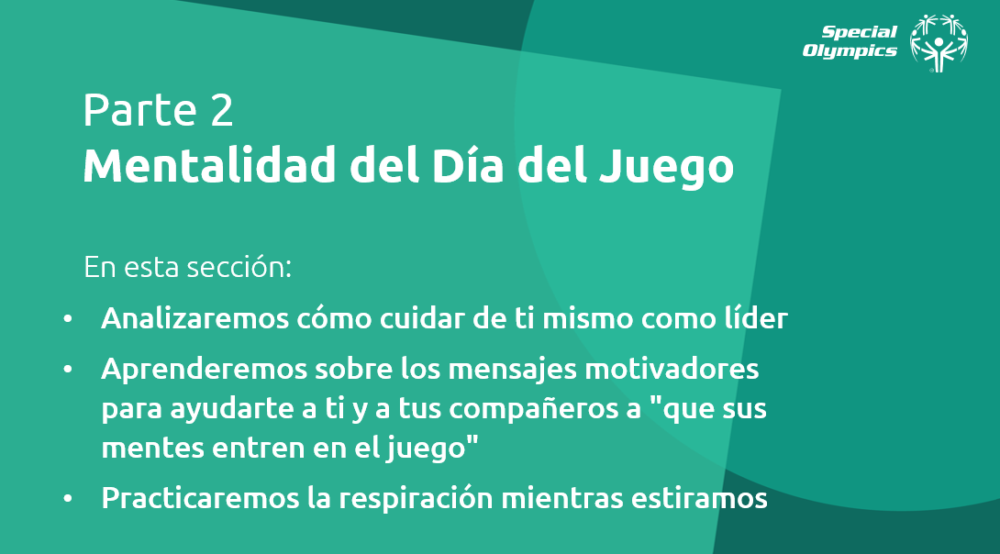 Special
Olympics
Parte 2
Mentalidad del Día del Juego
En esta sección:
• Analizaremos cómo cuidar de ti mismo como líder
• Aprenderemos sobre los mensajes motivadores
para ayudarte a ti y a tus compañeros a "que sus
mentes entren en el juego"
• Practicaremos la respiración mientras estiramos